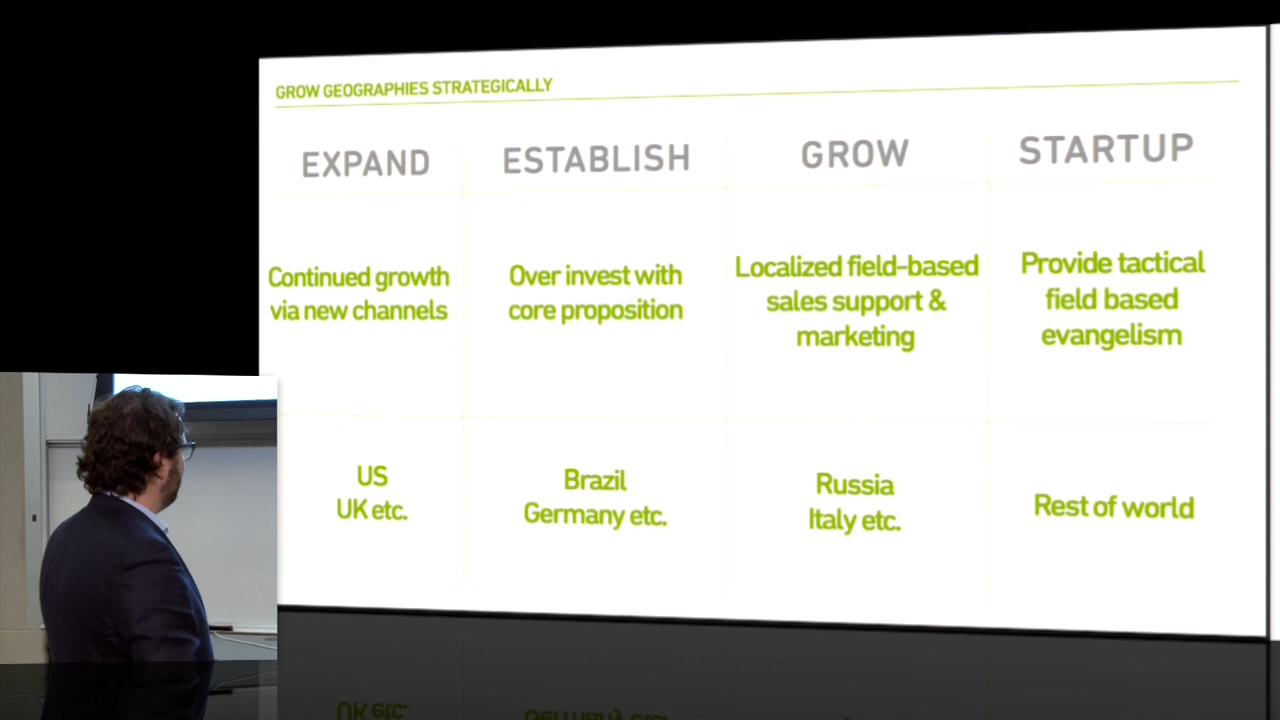 GROW GEOGRAPHIES STRATEGICALLY
EXPAND
ESTABLISH
GROW
STARTUP
Continued growth
via new channels
Over invest with
core proposition
Localized field-based
sales support &
marketing
Provide tactical
field based
evangelism
US
UK etc.
Brazil
Germany etc.
Russia
Italy etc.
Rest of world